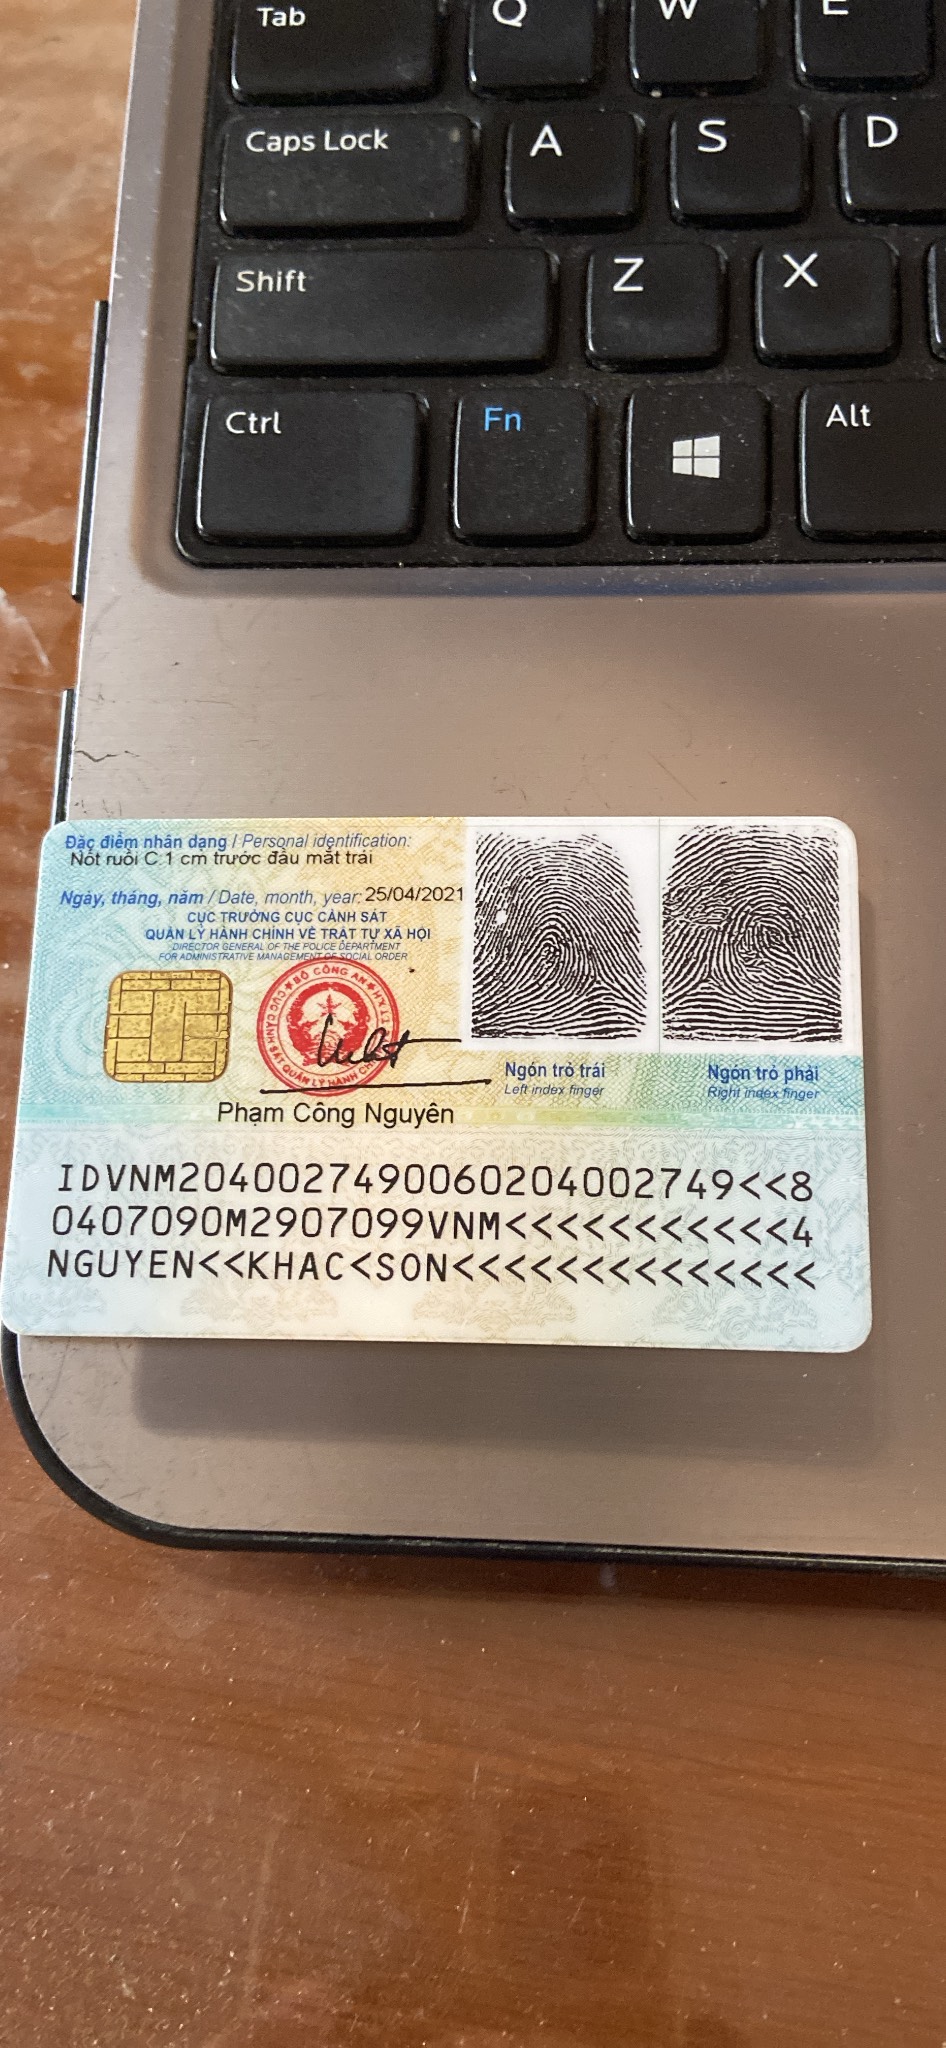 Tab
Q
W
E
Caps Lock
A
S
D
Shift
Z
X
Ctrl
Fn
Alt
Đặc điểm nhân dạng / Personal identification:
Nốt ruồi C 1 cm trước đầu mắt trái
Ngày, tháng, năm / Date, month, year: 25/04/2021
CỤC TRƯỞNG CỤC CẢNH SÁT
QUẢN LÝ HÀNH CHÍNH VỀ TRẬT TỰ XÃ HỘI
DIRECTOR GENERAL OF THE POLICE DEPARTMENT
FOR ADMINISTRATIVE MANAGEMENT OF SOCIAL ORDER
BỘ CÔNG AN
QUẢN LÝ HÀNH CHÍNH
Phạm Công Nguyên
Ngón trỏ trái
Left index finger
Ngón trỏ phải
Right index finger
IDVNM2040027490060204002749<<8
0407090M2907099VNM<<<<<<<<<<<4
NGUYEN<<KHAC<SON<<<<<<<<<<<<<<